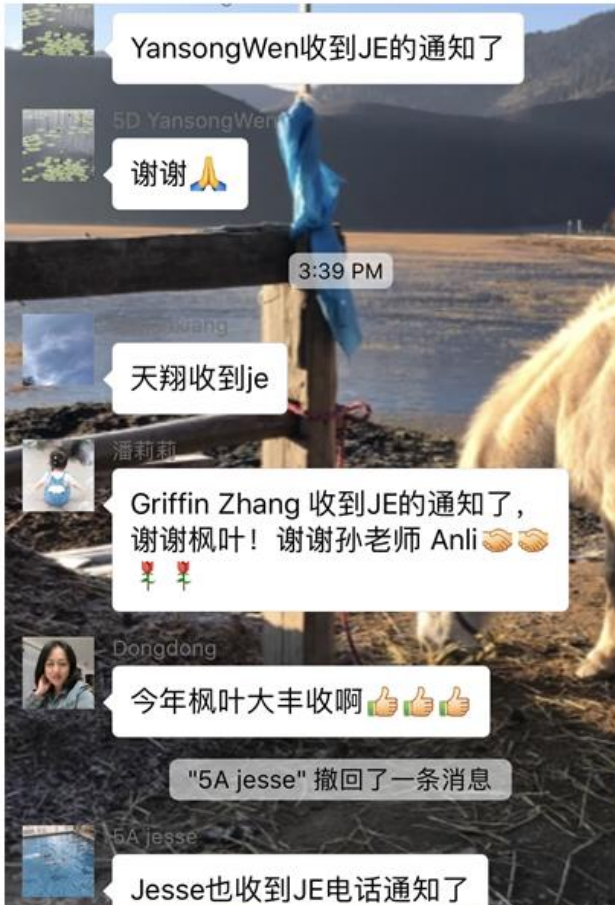 YansongWen收到JE的通知了
5D YansongWen
谢谢🙏
3:39 PM
天翔收到je
潘莉莉
Griffin Zhang 收到JE的通知了，
谢谢枫叶！谢谢孙老师 Anli🤝🤝
🌹🌹
Dongdong
今年枫叶大丰收啊👍👍👍
"5A jesse" 撤回了一条消息
5A jesse
Jesse也收到JE电话通知了